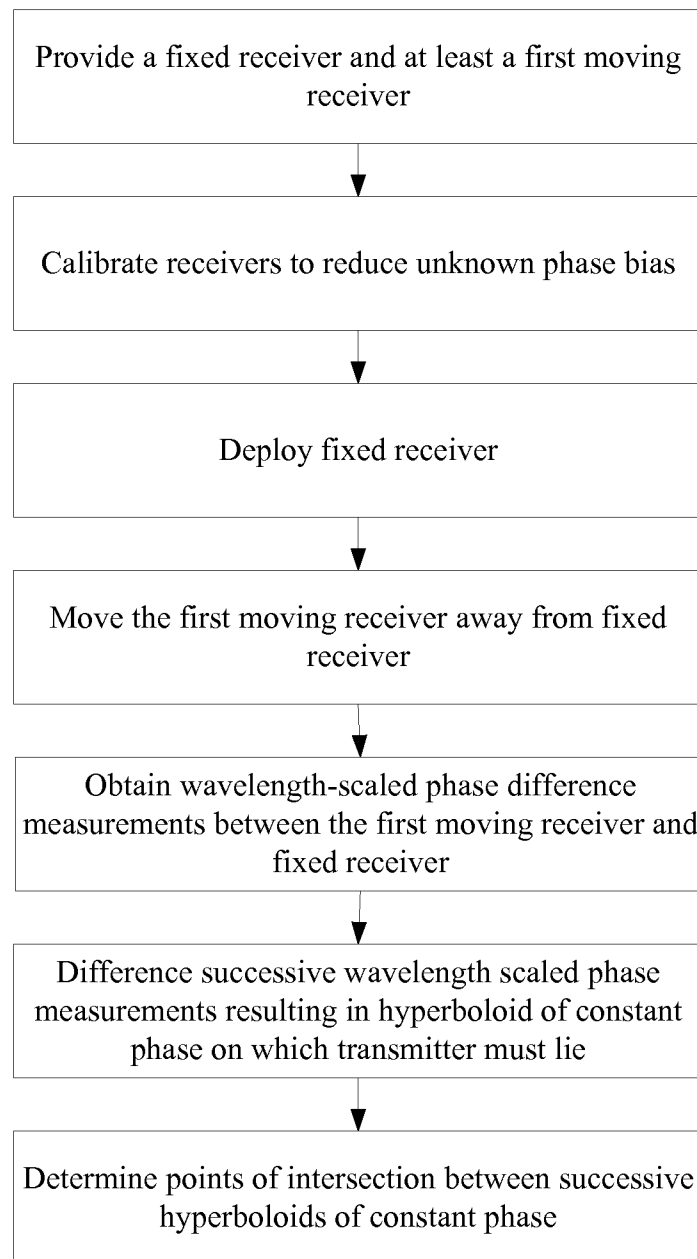 Provide a fixed receiver and at least a first moving
receiver
Calibrate receivers to reduce unknown phase bias
Deploy fixed receiver
Move the first moving receiver away from fixed
receiver
Obtain wavelength-scaled phase difference
measurements between the first moving receiver and
fixed receiver
Difference successive wavelength scaled phase
measurements resulting in hyperboloid of constant
phase on which transmitter must lie
Determine points of intersection between successive
hyperboloids of constant phase